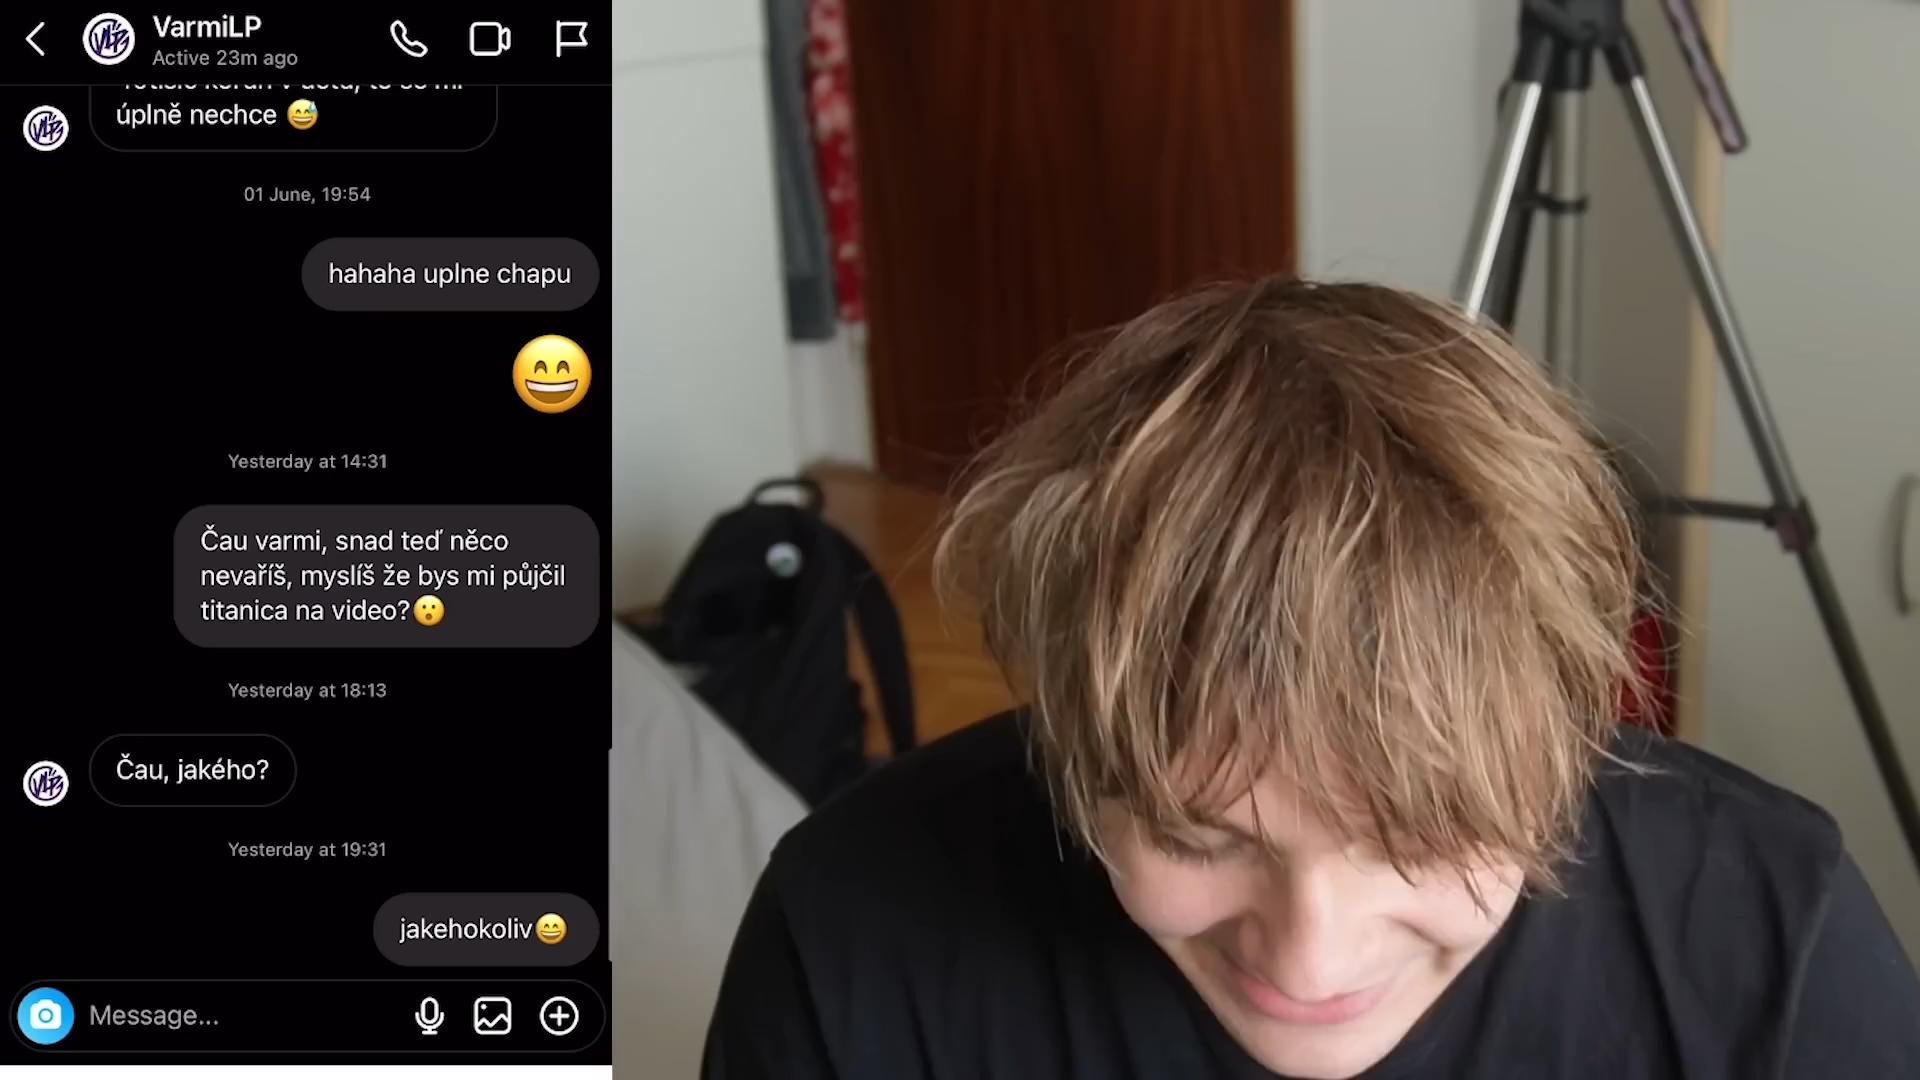 VarmiLP
Active 23m ago
úplně nechce 😅
01 June, 19:54
hahaha uplne chapu
😄
Yesterday at 14:31
Čau varmi, snad teď něco
nevaříš, myslíš že bys mi půjčil
titanica na video?😮
Yesterday at 18:13
Čau, jakého?
Yesterday at 19:31
jakehokoliv😄
Message...